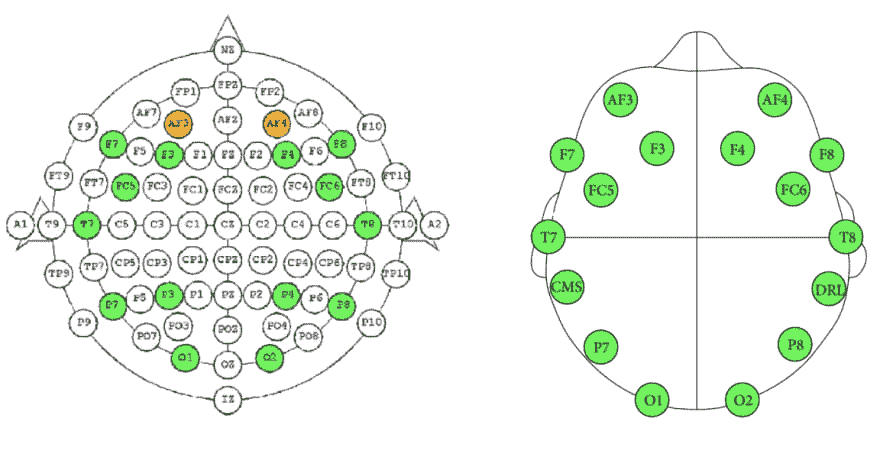 NZ
FP1 FPZ FP2
AF7 AF3 AFZ AF4 AF8
F9 F10
F7 F5 F3 F1 FZ F2 F4 F6 F8
FT9 FT7 FC5 FC3 FC1 FCZ FC2 FC4 FC6 FT8 FT10
A1 T9 T7 C5 C3 C1 CZ C2 C4 C6 T8 T10 A2
TP9 TP7 CP5 CP3 CP1 CPZ CP2 CP4 CP6 TP8 TP10
P7 P5 P3 P1 PZ P2 P4 P6 P8
P9 PO3 POZ PO4 P10
PO7 PO8
O1 OZ O2
IZ
AF3 AF4
F7 F3 F4 F8
FC5 FC6
T7 T8
CMS DRL
P7 P8
O1 O2